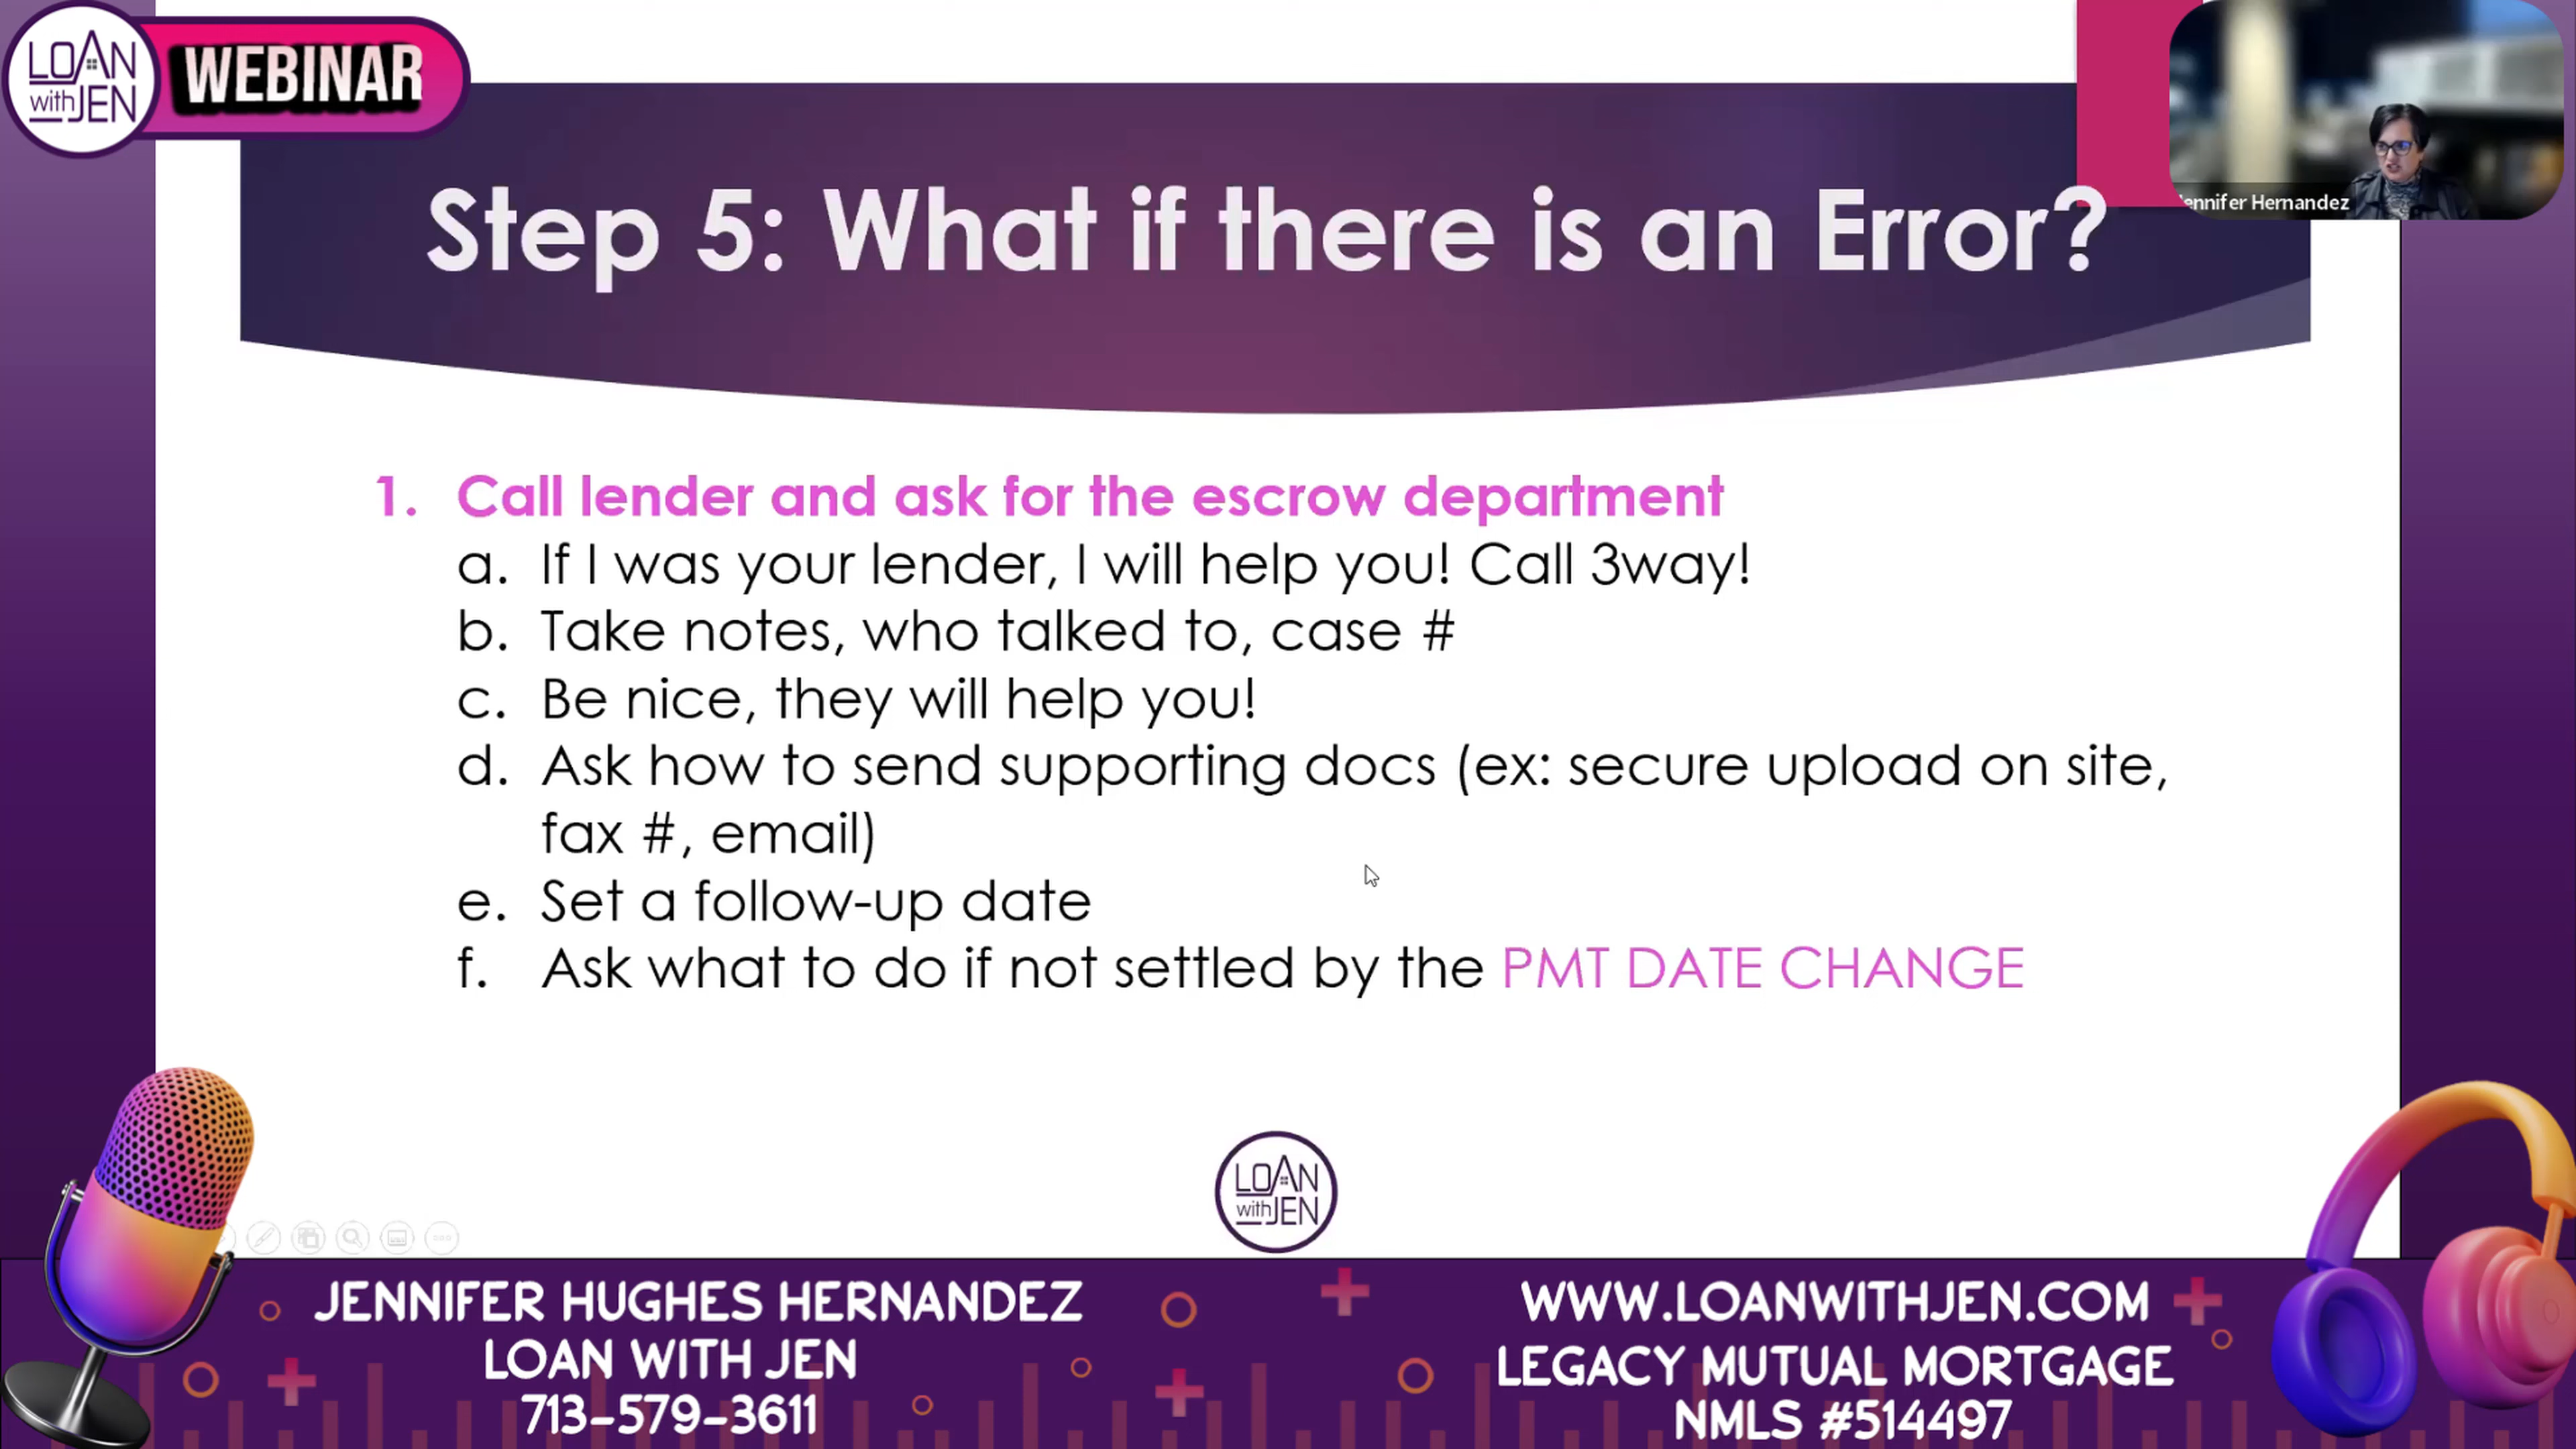 LOAN
with JEN
WEBINAR
ennifer Hernandez
Step 5: What if there is an Error?
1. Call lender and ask for the escrow department
a. If I was your lender, I will help you! Call 3way!
b. Take notes, who talked to, case #
c. Be nice, they will help you!
d. Ask how to send supporting docs (ex: secure upload on site,
fax #, email)
e. Set a follow-up date
f. Ask what to do if not settled by the PMT DATE CHANGE
LOAN
with JEN
JENNIFER HUGHES HERNANDEZ
LOAN WITH JEN
713-579-3611
WWW.LOANWITHJEN.COM
LEGACY MUTUAL MORTGAGE
NMLS #514497